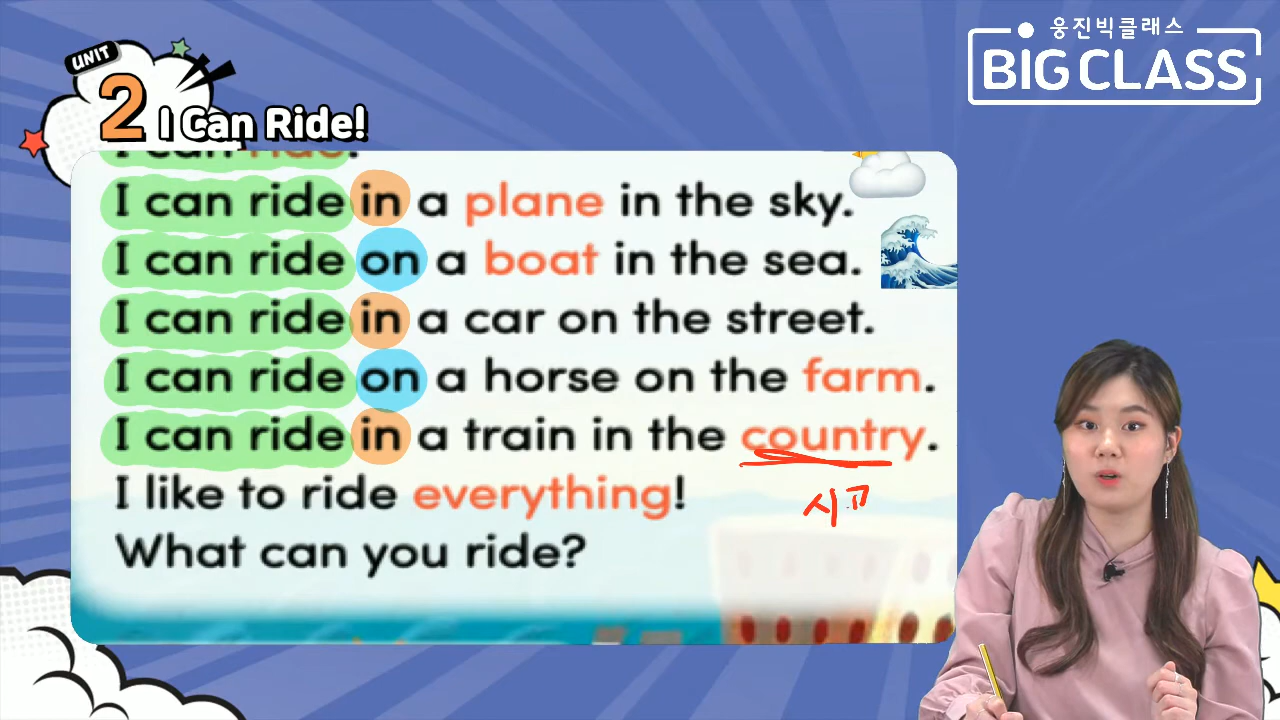 웅진빅클래스
BIG CLASS
UNIT
2 I Can Ride!
I can ride.
I can ride in a plane in the sky.
I can ride on a boat in the sea.
I can ride in a car on the street.
I can ride on a horse on the farm.
I can ride in a train in the country.
I like to ride everything!
시
What can you ride?